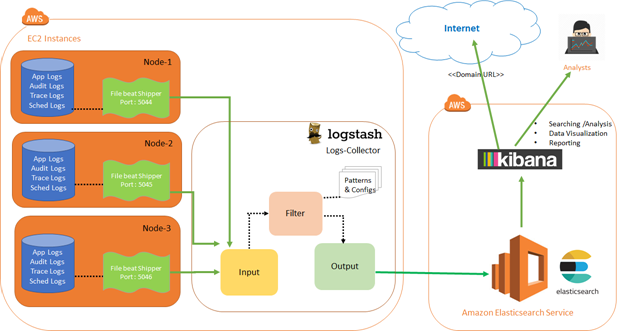 AWS
EC2 Instances
Node-1
App Logs
Audit Logs
Trace Logs
Sched Logs
File beat Shipper
Port : 5044
Node-2
App Logs
Audit Logs
Trace Logs
Sched Logs
File beat Shipper
Port : 5045
Node-3
App Logs
Audit Logs
Trace Logs
Sched Logs
File beat Shipper
Port : 5046
logstash
Logs-Collector
Patterns
& Configs
Filter
Input
Output
Internet
<<Domain URL>>
Analysts
AWS
• Searching /Analysis
• Data Visualization
• Reporting
kibana
elasticsearch
Amazon Elasticsearch Service